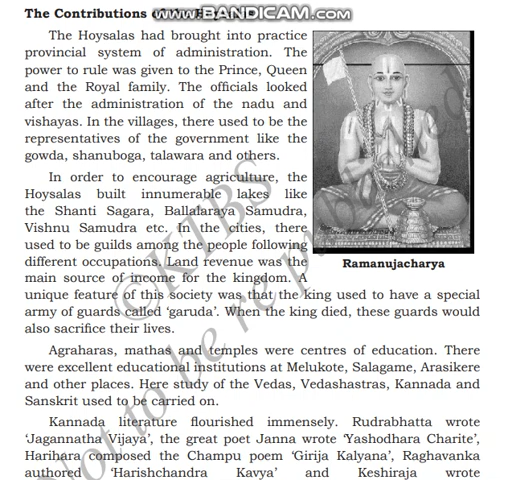 The Contributions of the Hoysalas
WWW.BANDICAM.COM
The Hoysalas had brought into practice
provincial system of administration. The
power to rule was given to the Prince, Queen
and the Royal family. The officials looked
after the administration of the nadu and
vishayas. In the villages, there used to be the
representatives of the government like the
gowda, shanuboga, talawara and others.
In order to encourage agriculture, the
Hoysalas built innumerable lakes like
the Shanti Sagara, Ballalaraya Samudra,
Vishnu Samudra etc. In the cities, there
used to be guilds among the people following
different occupations. Land revenue was the
main source of income for the kingdom. A
Ramanujacharya
unique feature of this society was that the king used to have a special
army of guards called ‘garuda’. When the king died, these guards would
also sacrifice their lives.
Agraharas, mathas and temples were centres of education. There
were excellent educational institutions at Melukote, Salagame, Arasikere
and other places. Here study of the Vedas, Vedashastras, Kannada and
Sanskrit used to be carried on.
Kannada literature flourished immensely. Rudrabhatta wrote
‘Jagannatha Vijaya’, the great poet Janna wrote ‘Yashodhara Charite’,
Harihara composed the Champu poem ‘Girija Kalyana’, Raghavanka
authored ‘Harishchandra Kavya’ and Keshiraja wrote
©KTBS
Not to be republished